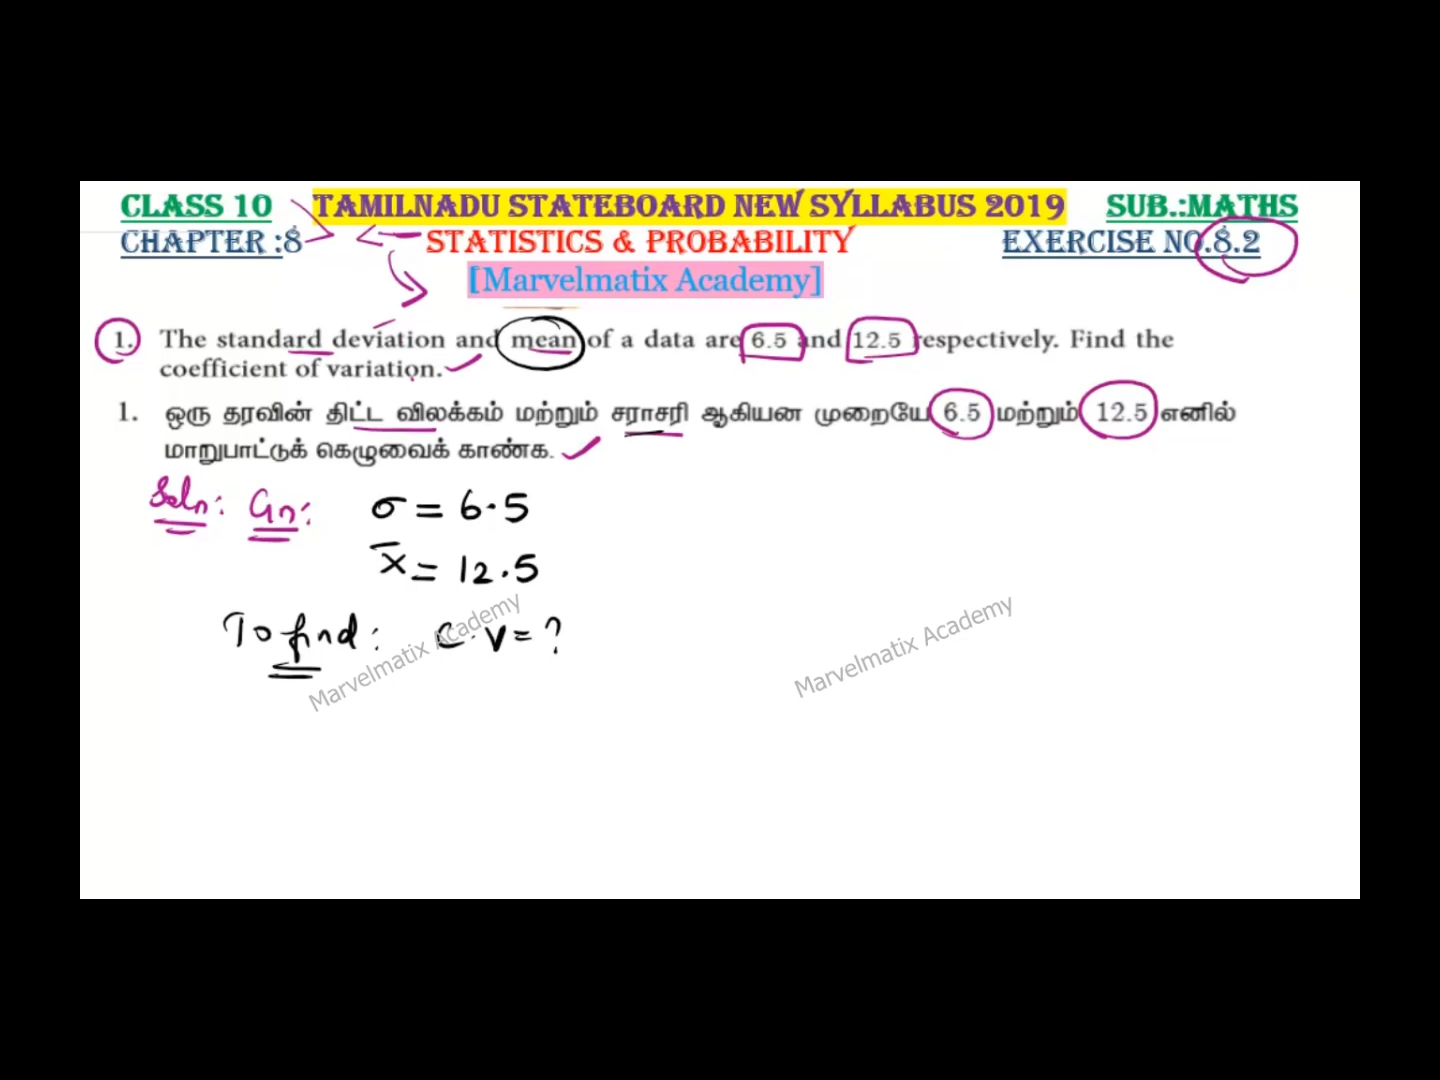 CLASS 10 TAMILNADU STATEBOARD NEW SYLLABUS 2019 SUB.:MATHS
CHAPTER :8 STATISTICS & PROBABILITY EXERCISE NO.8.2
[Marvelmatix Academy]
1. The standard deviation and mean of a data are 6.5 and 12.5 respectively. Find the
coefficient of variation.
1. ஒரு தரவின் திட்ட விலக்கம் மற்றும் சராசரி ஆகியன முறையே 6.5 மற்றும் 12.5 எனில்
மாறுபாட்டுக் கெழுவைக் காண்க.
Soln: Gn: σ = 6.5
x̄ = 12.5
To find: C.V = ?
Marvelmatix Academy
Marvelmatix Academy